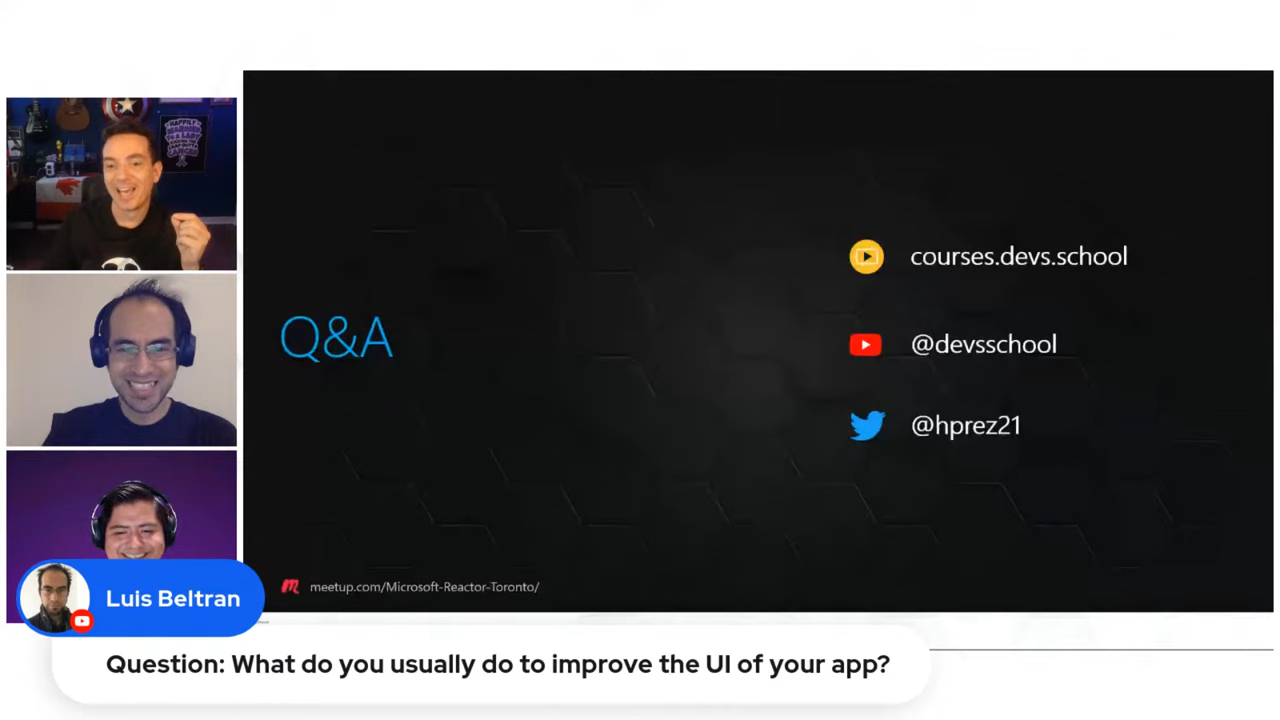 Q&A
courses.devs.school
@devsschool
@hprez21
meetup.com/Microsoft-Reactor-Toronto/
Luis Beltran
Question: What do you usually do to improve the UI of your app?